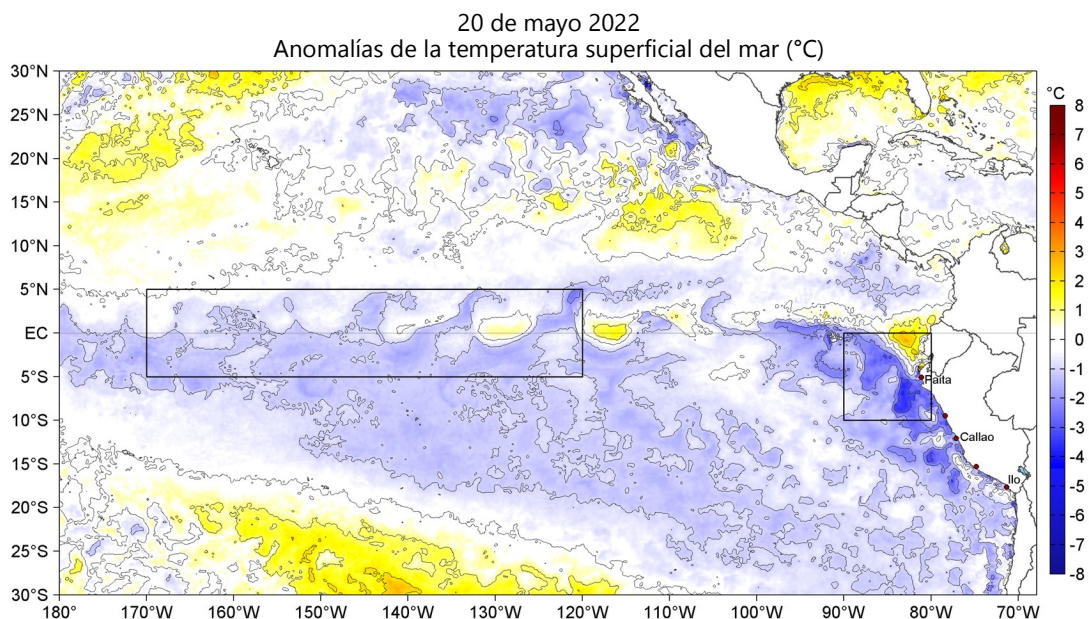 20 de mayo 2022
Anomalías de la temperatura superficial del mar (°C)
°C
30°N
25°N
20°N
15°N
10°N
5°N
EC
5°S
10°S
15°S
20°S
25°S
30°S
Paita
Callao
Ilo
180
170°W
160°W
150°W
140°W
130°W
120°W
110°W
100°W
90°W
80°W
70°W
8
7
6
5
4
3
2
1
0
-1
-2
-3
-4
-5
-6
-7
-8